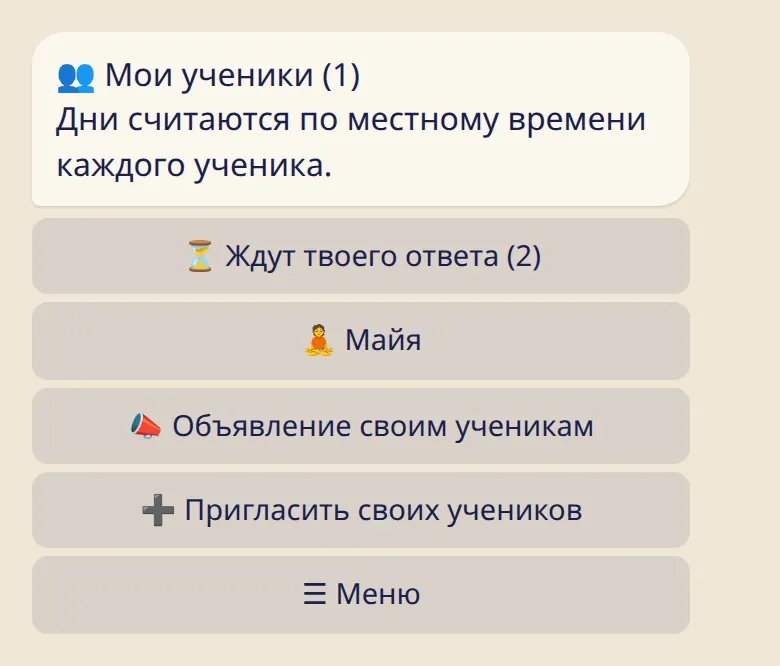 👥 Мои ученики (1)
Дни считаются по местному времени
каждого ученика.
⏳ Ждут твоего ответа (2)
🧘 Майя
📣 Объявление своим ученикам
➕ Пригласить своих учеников
☰ Меню